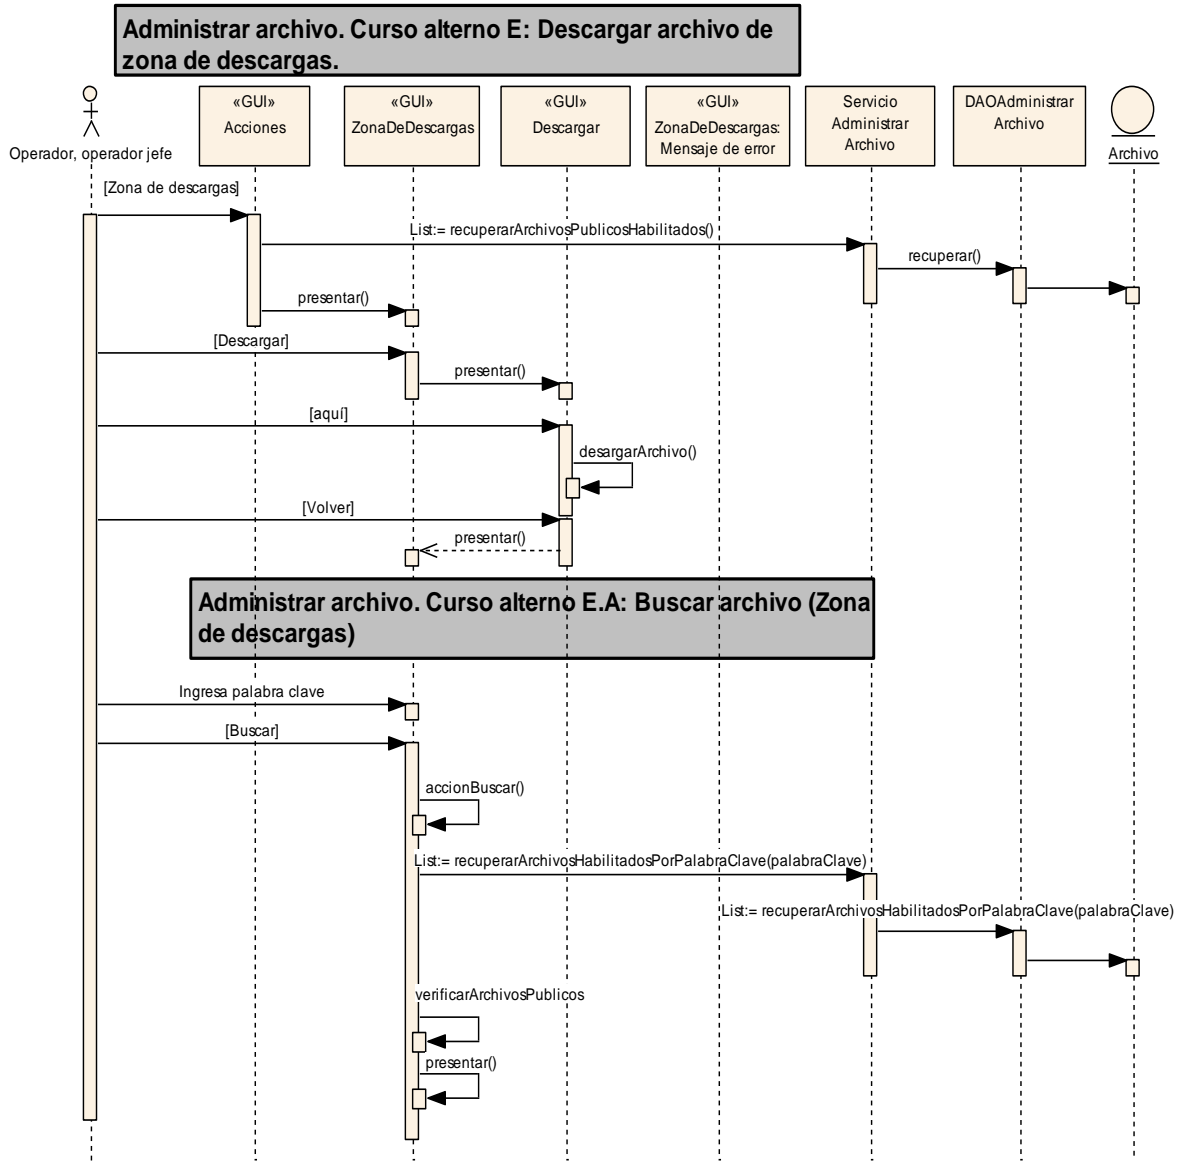 Administrar archivo. Curso alterno E: Descargar archivo de
zona de descargas.
Operador, operador jefe
«GUI»
Acciones
«GUI»
ZonaDeDescargas
«GUI»
Descargar
«GUI»
ZonaDeDescargas:
Mensaje de error
Servicio
Administrar
Archivo
DAOAdministrar
Archivo
Archivo
[Zona de descargas]
List:= recuperarArchivosPublicosHabilitados()
recuperar()
presentar()
[Descargar]
presentar()
[aquí]
desargarArchivo()
[Volver]
presentar()
Administrar archivo. Curso alterno E.A: Buscar archivo (Zona
de descargas)
Ingresa palabra clave
[Buscar]
accionBuscar()
List:= recuperarArchivosHabilitadosPorPalabraClave(palabraClave)
List:= recuperarArchivosHabilitadosPorPalabraClave(palabraClave)
verificarArchivosPublicos
presentar()